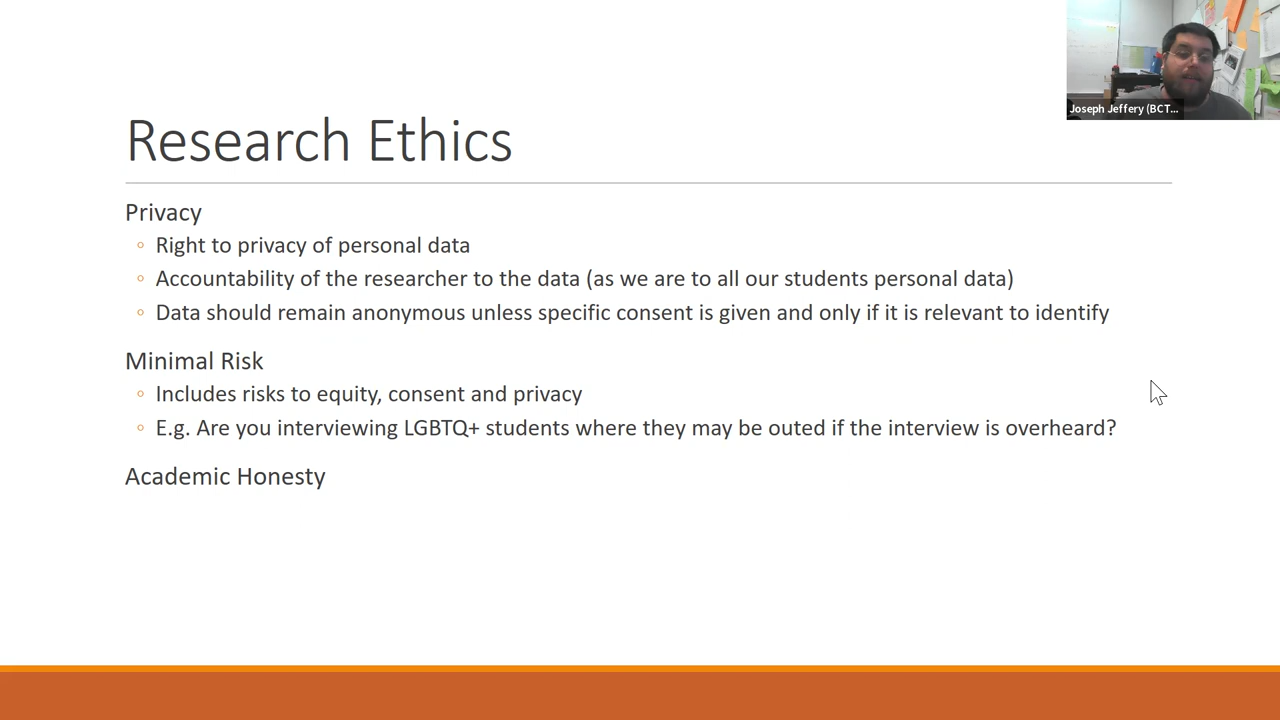 Joseph Jeffery (BCT...
Research Ethics
Privacy
◦ Right to privacy of personal data
◦ Accountability of the researcher to the data (as we are to all our students personal data)
◦ Data should remain anonymous unless specific consent is given and only if it is relevant to identify
Minimal Risk
◦ Includes risks to equity, consent and privacy
◦ E.g. Are you interviewing LGBTQ+ students where they may be outed if the interview is overheard?
Academic Honesty